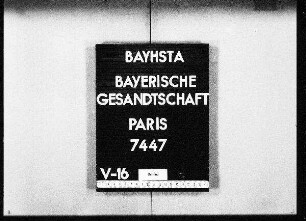 BAYHSTA
BAYERISCHE
GESANDTSCHAFT
PARIS
7447
V-16